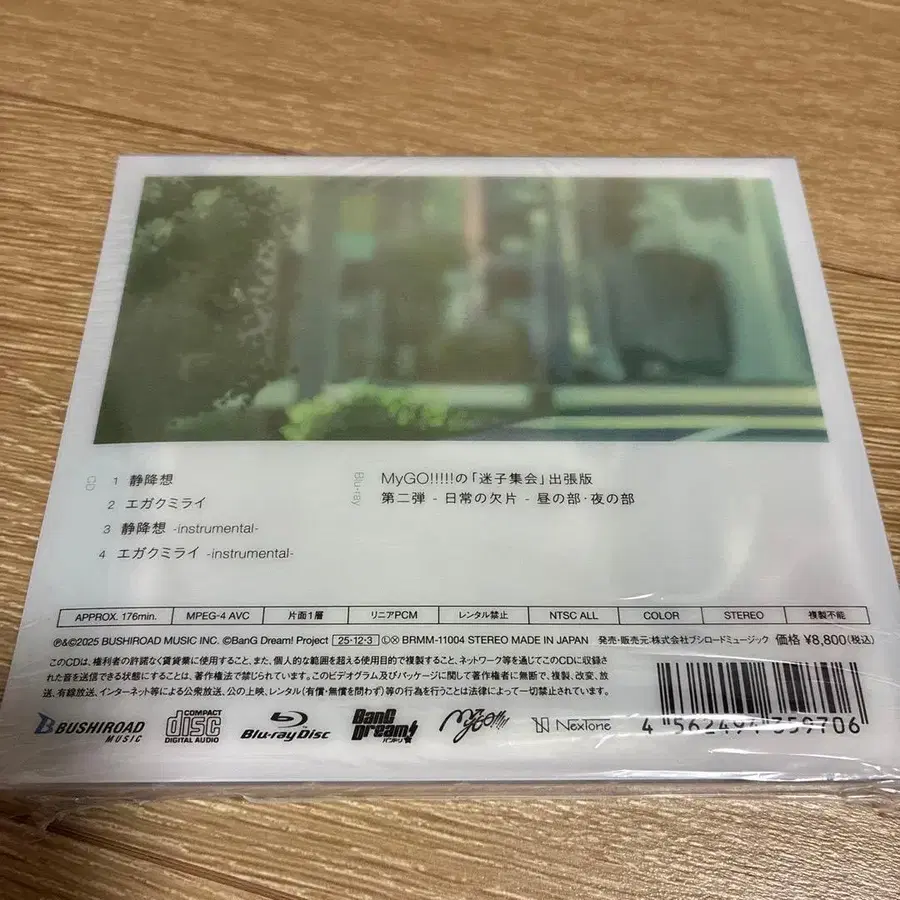 CD
1 静降想
2 エガクミライ
3 静降想 -instrumental-
4 エガクミライ -instrumental-
Blu-ray
MyGO!!!!!の「迷子集会」出張版
第二弾 - 日常の欠片 - 昼の部・夜の部
APPROX. 176min. MPEG-4 AVC 片面1層 リニアPCM レンタル禁止 NTSC ALL COLOR STEREO 複製不能
℗&©2025 BUSHIROAD MUSIC INC. ©BanG Dream! Project 25・12・3 Ⓛ Ⓧ BRMM-11004 STEREO MADE IN JAPAN 発売・販売元:株式会社ブシロードミュージック 価格 ¥8,800(税込)
このCDは、権利者の許諾なく賃貸業に使用すること、また、個人的な範囲を超える使用目的で複製すること、ネットワーク等を通じてこのCDに収録さ
れた音を送信できる状態にすることは、著作権法で禁じられています。このビデオグラム及びパッケージに関して著作権者に無断で、複製、改変、放
送、有線放送、インターネット等による公衆放送、公の上映、レンタル(有償・無償を問わず)等の行為を行うことは法律によって一切禁止されています。
BUSHIROAD MUSIC
COMPACT disc DIGITAL AUDIO
Blu-ray Disc
BanG Dream! バンドリ
MyGO!!!!!
NexTone
4 562494 359706